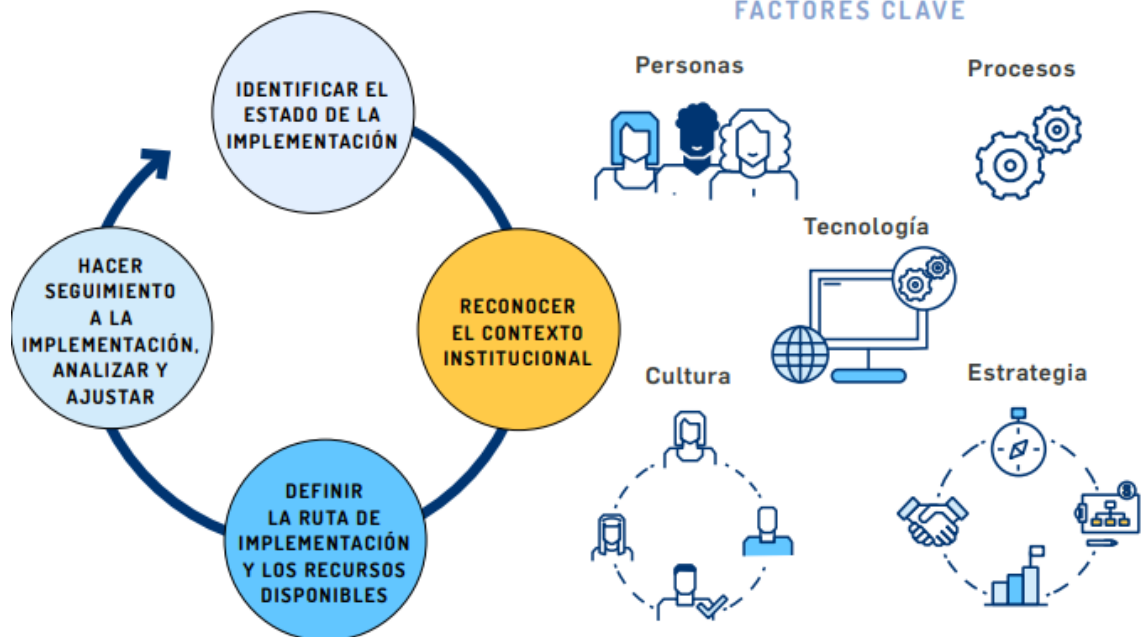 IDENTIFICAR EL
ESTADO DE LA
IMPLEMENTACIÓN
RECONOCER
EL CONTEXTO
INSTITUCIONAL
DEFINIR
LA RUTA DE
IMPLEMENTACIÓN
Y LOS RECURSOS
DISPONIBLES
HACER
SEGUIMIENTO
A LA
IMPLEMENTACIÓN,
ANALIZAR Y
AJUSTAR
FACTORES CLAVE
Personas
Procesos
Tecnología
Cultura
Estrategia
$